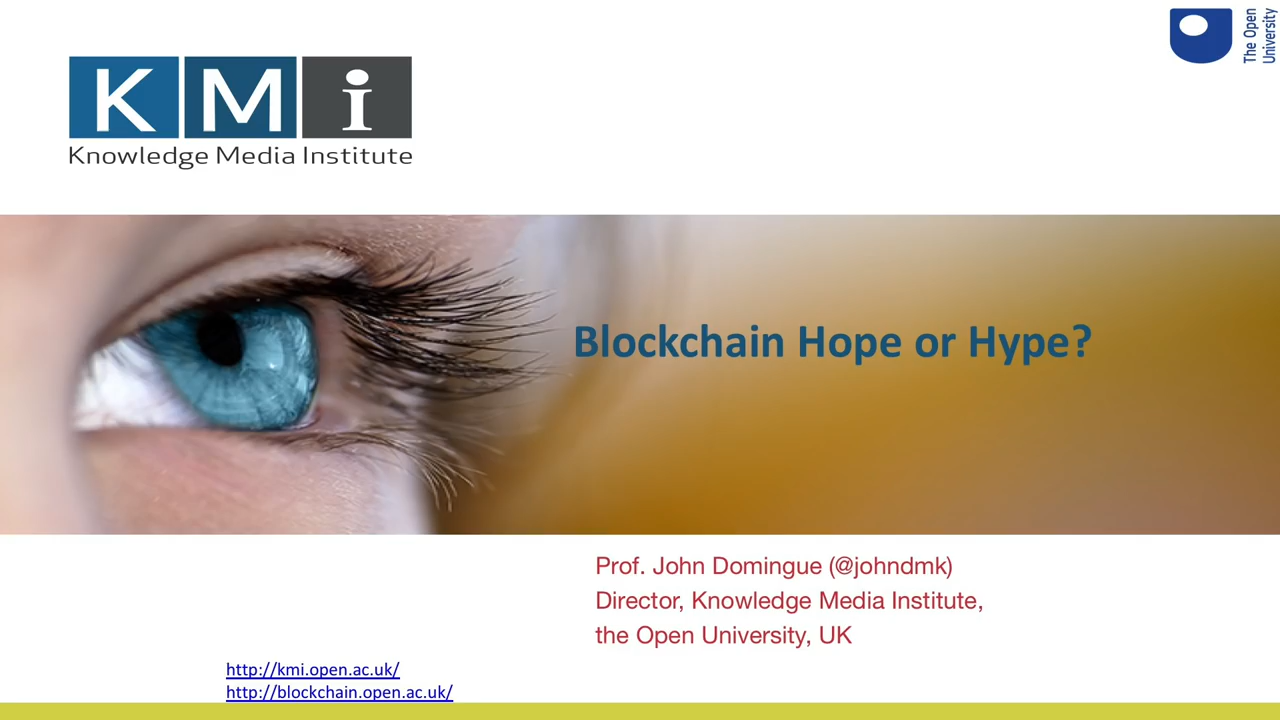 KMi
Knowledge Media Institute
The Open
University
Blockchain Hope or Hype?
Prof. John Domingue (@johndmk)
Director, Knowledge Media Institute,
the Open University, UK
http://kmi.open.ac.uk/
http://blockchain.open.ac.uk/